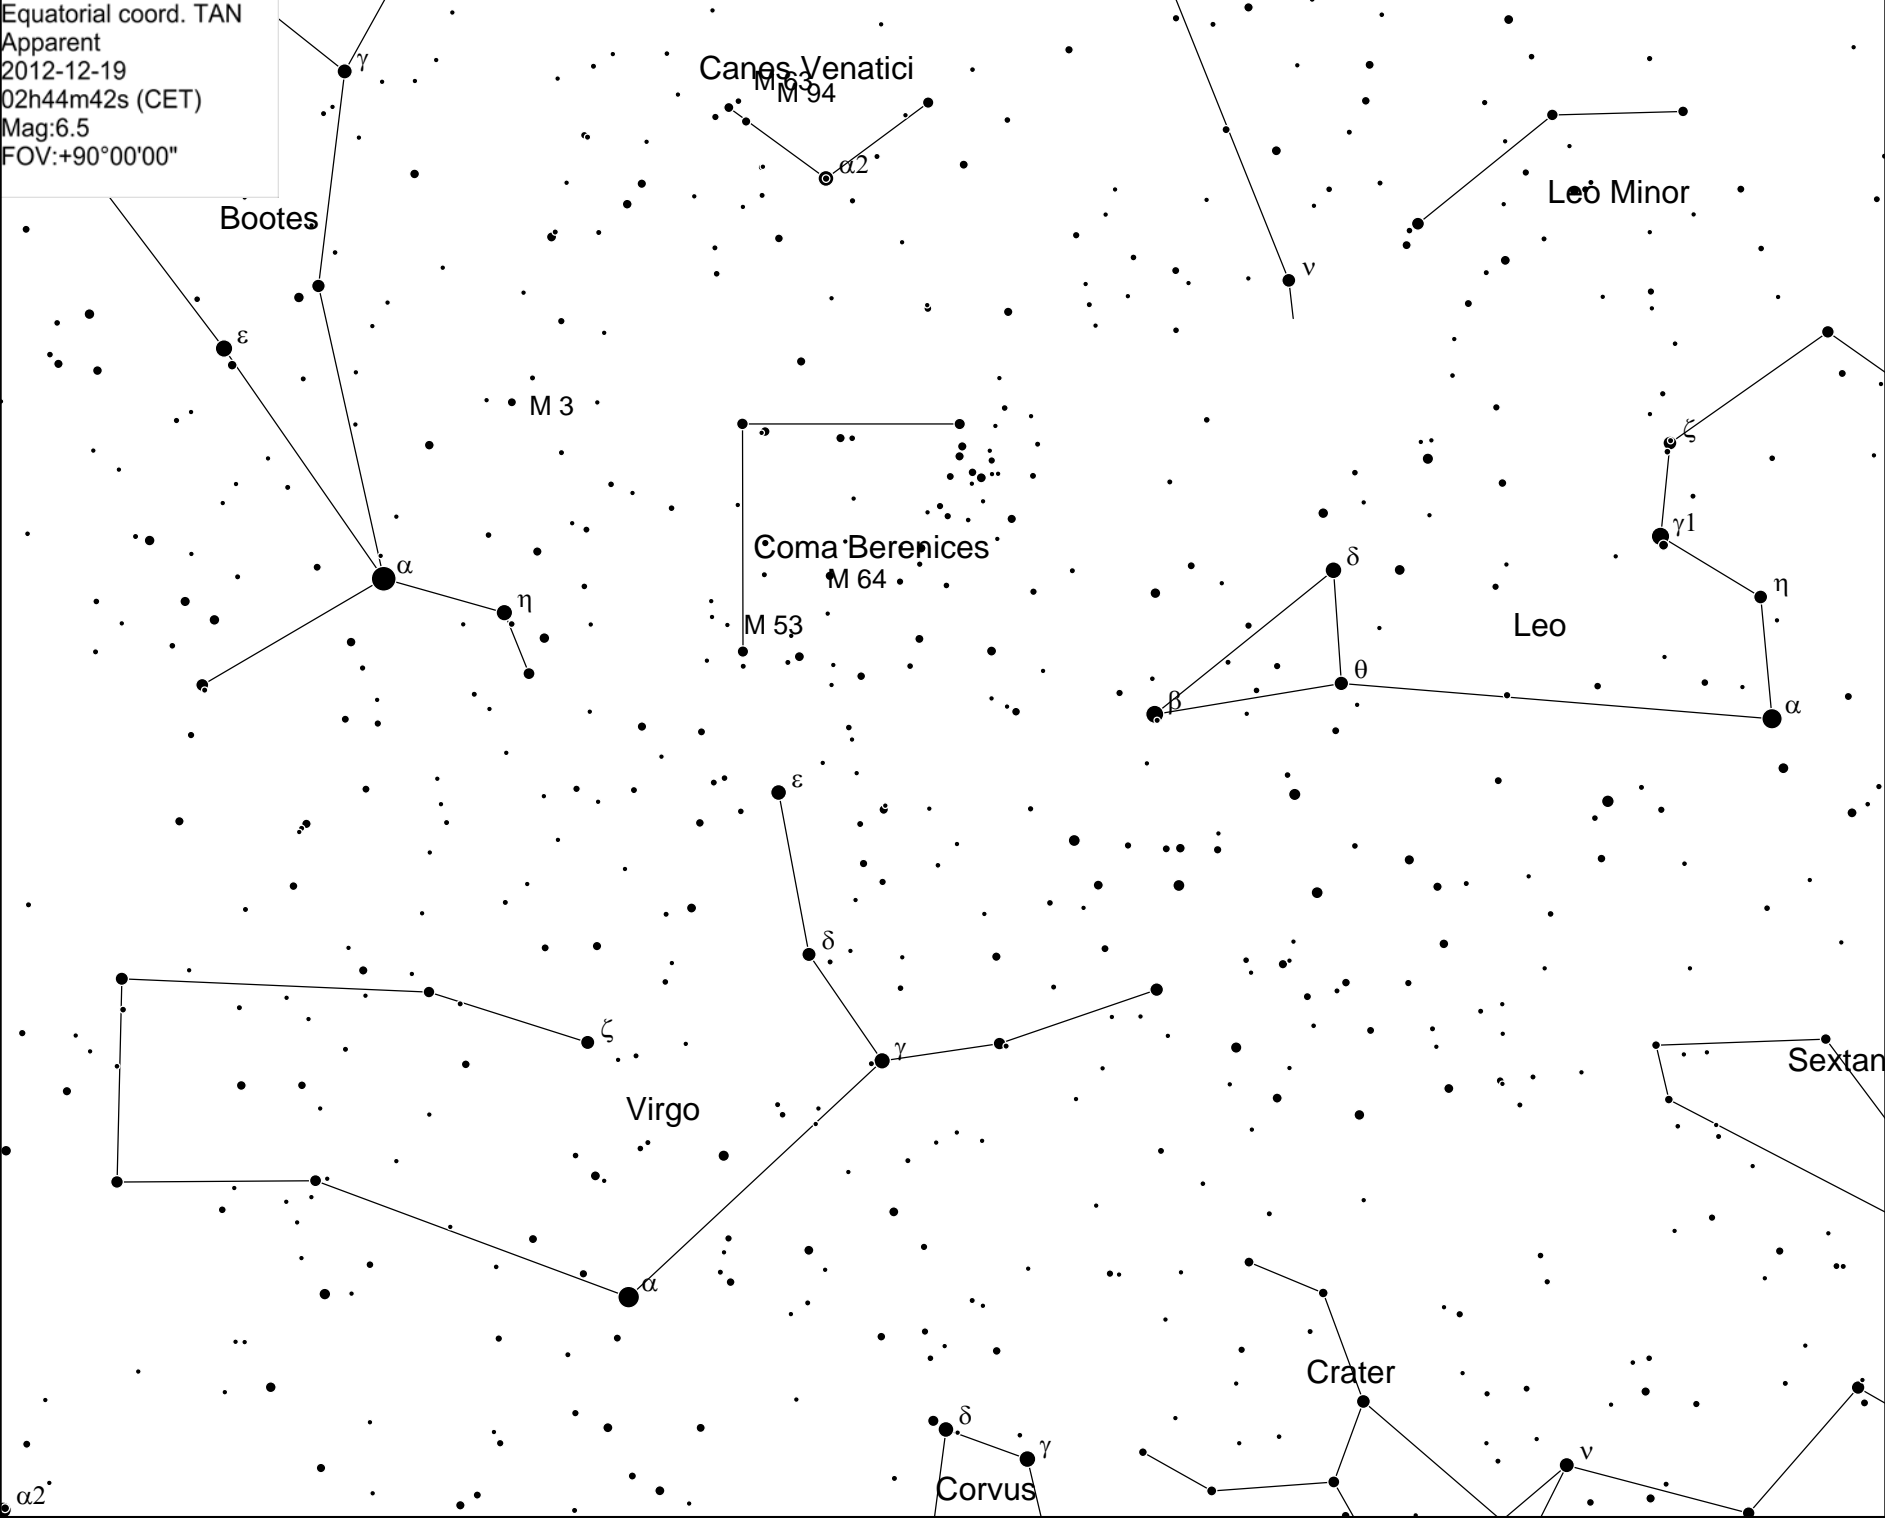 Equatorial coord. TAN
Apparent
2012-12-19
02h44m42s (CET)
Mag:6.5
FOV:+90°00'00"
γ
Canes Venatici
M 63
M 94
α2
Leo Minor
Bootes
ν
ε
M 3
ζ
γ1
Coma Berenices
δ
α
M 64
η
η
M 53
Leo
θ
β
α
ε
δ
ζ
γ
Sextan
Virgo
α
Crater
δ
γ
ν
Corvus
α2